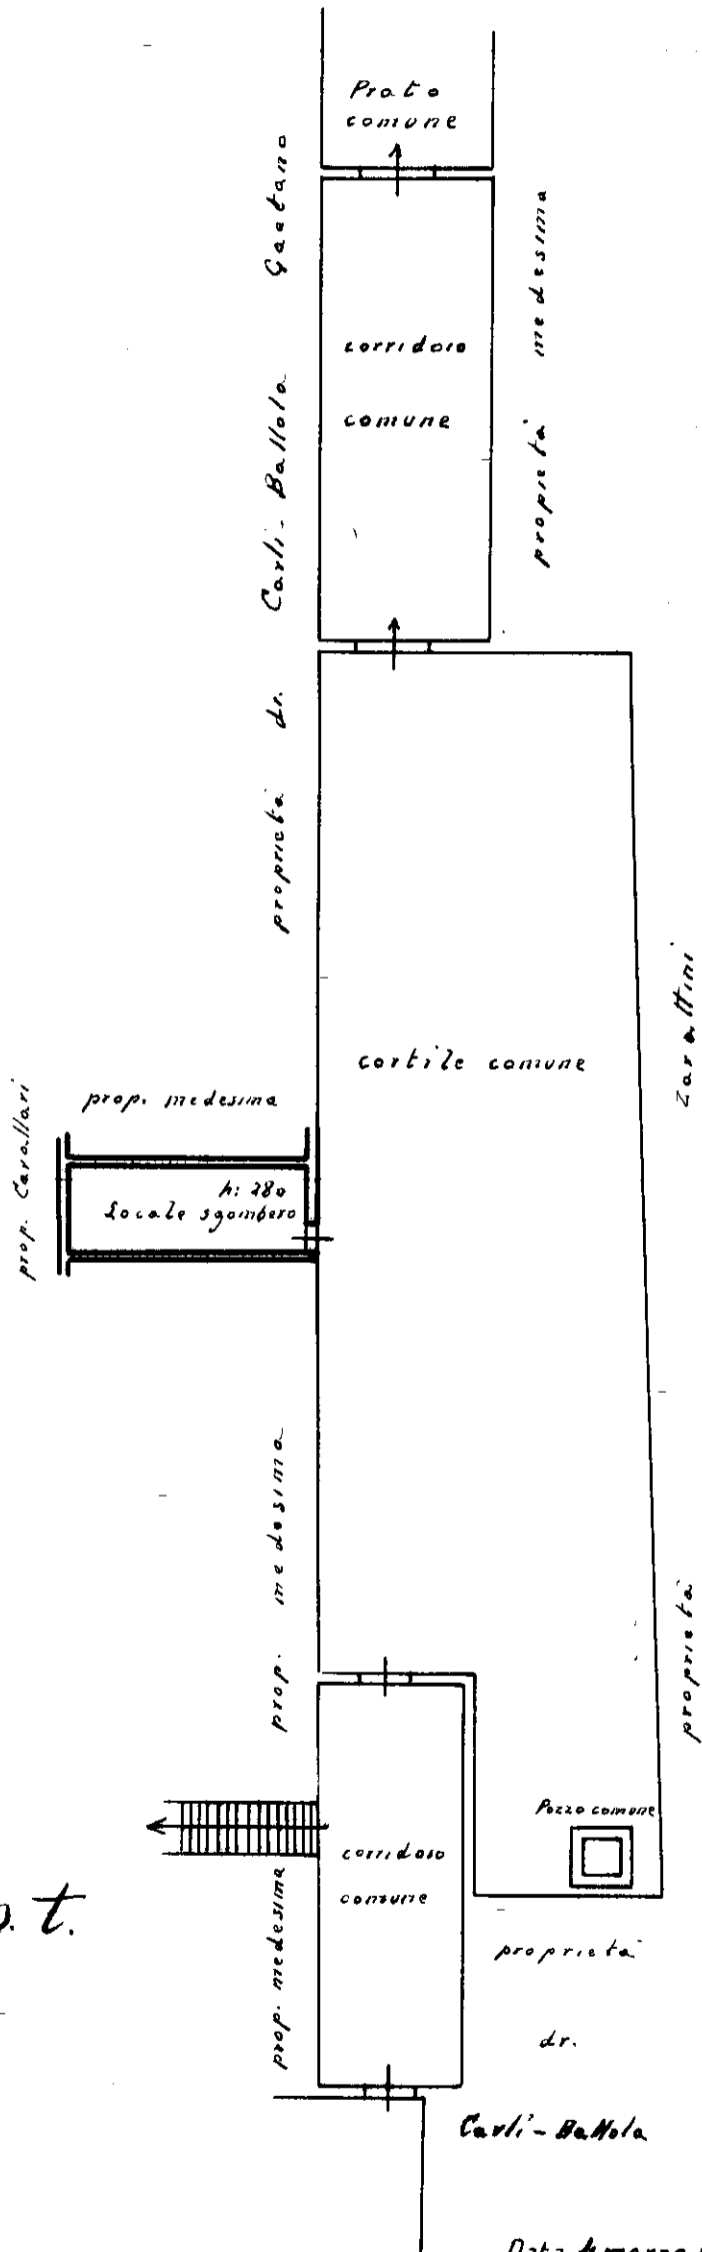 Prato
comune
corridoio
comune
proprietà dr. Carli-Ballola Gaetano
proprietà medesima
cortile comune
proprietà Zarattini
prop. medesima
prop. Cavallari
h: 280
Locale sgombero
prop. medesima
Pozzo comune
corridoio
comune
prop. medesima
p.t.
proprietà
dr.
Carli-Ballola